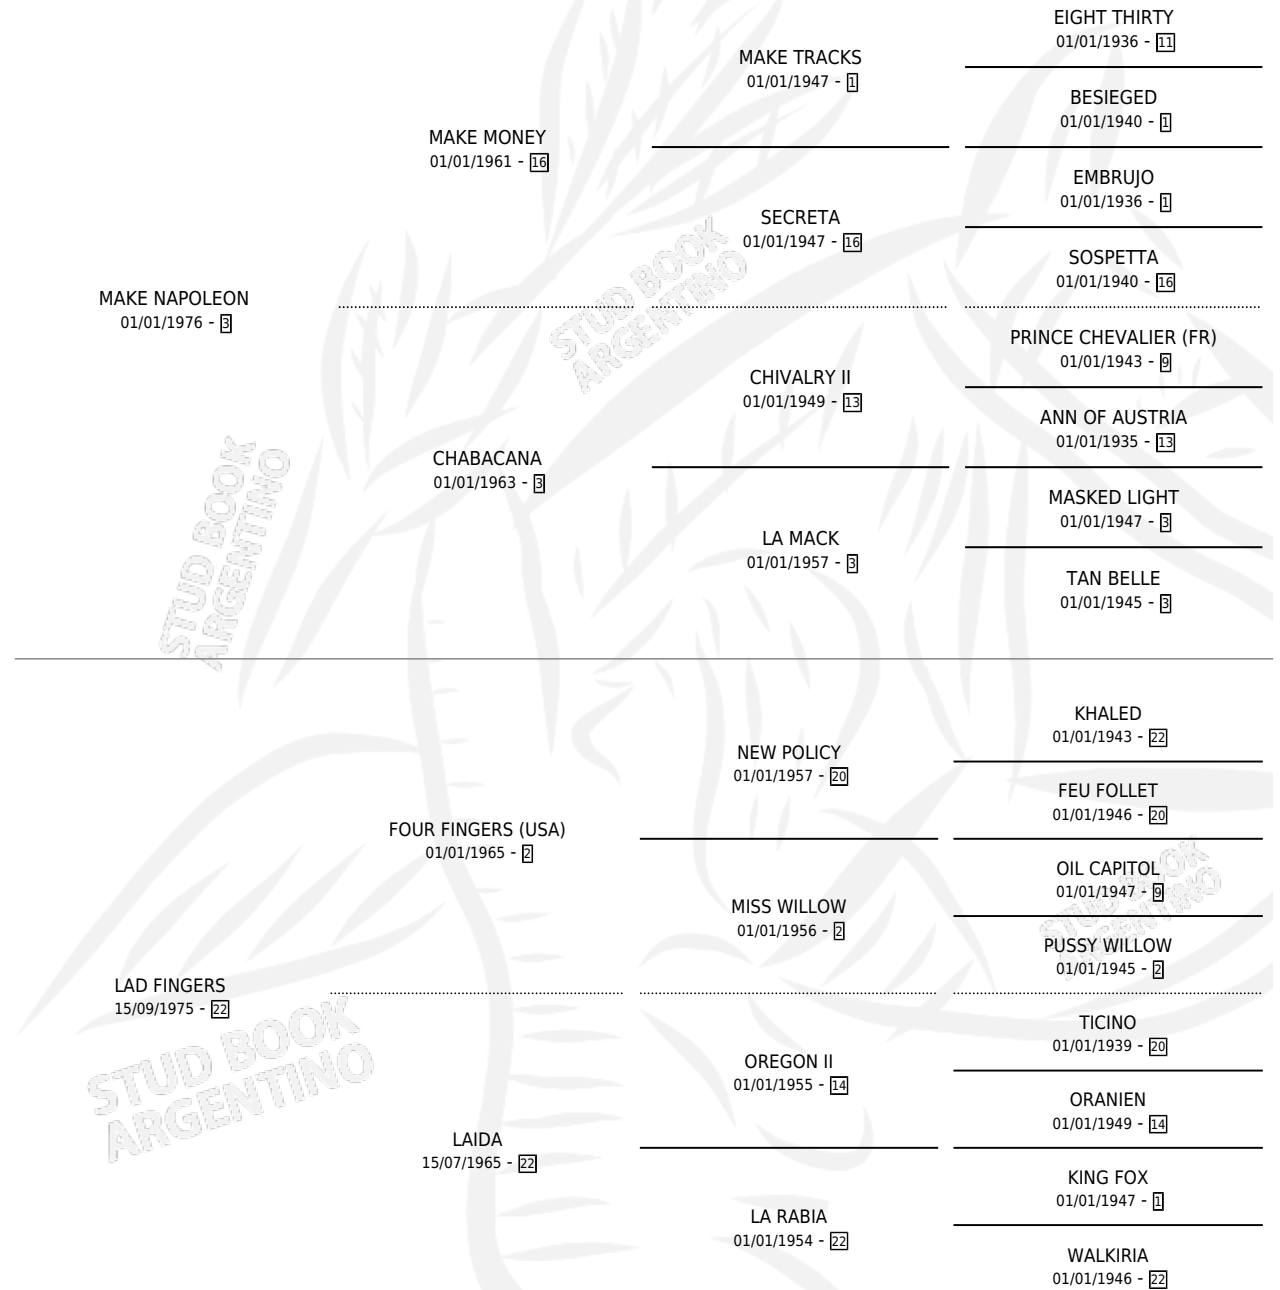 EIGHT THIRTY
01/01/1936 - 11
MAKE TRACKS
01/01/1947 - 1
BESIEGED
01/01/1940 - 1
MAKE MONEY
01/01/1961 - 16
EMBRUJO
01/01/1936 - 1
SECRETA
01/01/1947 - 16
SOSPETTA
01/01/1940 - 16
MAKE NAPOLEON
01/01/1976 - 3
STUD BOOK
ARGENTINO
PRINCE CHEVALIER (FR)
01/01/1943 - 9
CHIVALRY II
01/01/1949 - 13
ANN OF AUSTRIA
01/01/1935 - 13
CHABACANA
01/01/1963 - 3
MASKED LIGHT
01/01/1947 - 3
LA MACK
01/01/1957 - 3
TAN BELLE
01/01/1945 - 3
STUD BOOK
ARGENTINO
KHALED
01/01/1943 - 22
NEW POLICY
01/01/1957 - 20
FEU FOLLET
01/01/1946 - 20
FOUR FINGERS (USA)
01/01/1965 - 2
OIL CAPITOL
01/01/1947 - 9
STUD BOOK
ARGENTINO
MISS WILLOW
01/01/1956 - 2
PUSSY WILLOW
01/01/1945 - 2
LAD FINGERS
15/09/1975 - 22
TICINO
01/01/1939 - 20
OREGON II
01/01/1955 - 14
ORANIEN
01/01/1949 - 14
STUD BOOK
ARGENTINO
LAIDA
15/07/1965 - 22
KING FOX
01/01/1947 - 1
LA RABIA
01/01/1954 - 22
WALKIRIA
01/01/1946 - 22